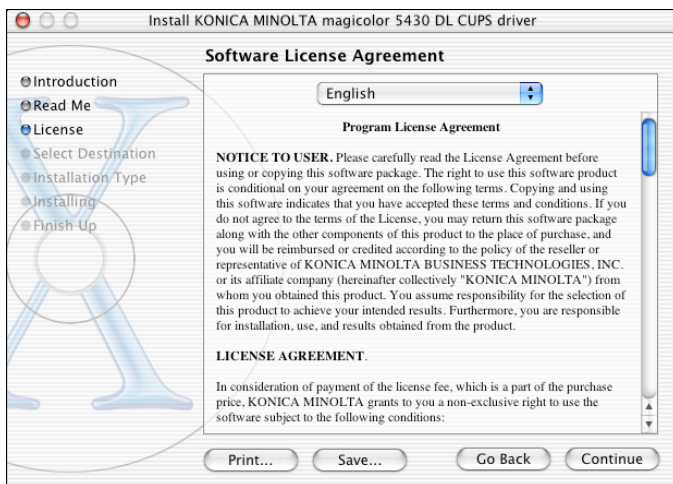 Install KONICA MINOLTA magicolor 5430 DL CUPS driver
Software License Agreement
Introduction
Read Me
License
Select Destination
Installation Type
Installing
Finish Up
English
Program License Agreement
NOTICE TO USER. Please carefully read the License Agreement before
using or copying this software package. The right to use this software product
is conditional on your agreement on the following terms. Copying and using
this software indicates that you have accepted these terms and conditions. If you
do not agree to the terms of the License, you may return this software package
along with the other components of this product to the place of purchase, and
you will be reimbursed or credited according to the policy of the reseller or
representative of KONICA MINOLTA BUSINESS TECHNOLOGIES, INC.
or its affiliate company (hereinafter collectively "KONICA MINOLTA") from
whom you obtained this product. You assume responsibility for the selection of
this product to achieve your intended results. Furthermore, you are responsible
for installation, use, and results obtained from the product.
LICENSE AGREEMENT.
In consideration of payment of the license fee, which is a part of the purchase
price, KONICA MINOLTA grants to you a non-exclusive right to use the
software subject to the following conditions:
Print... Save... Go Back Continue